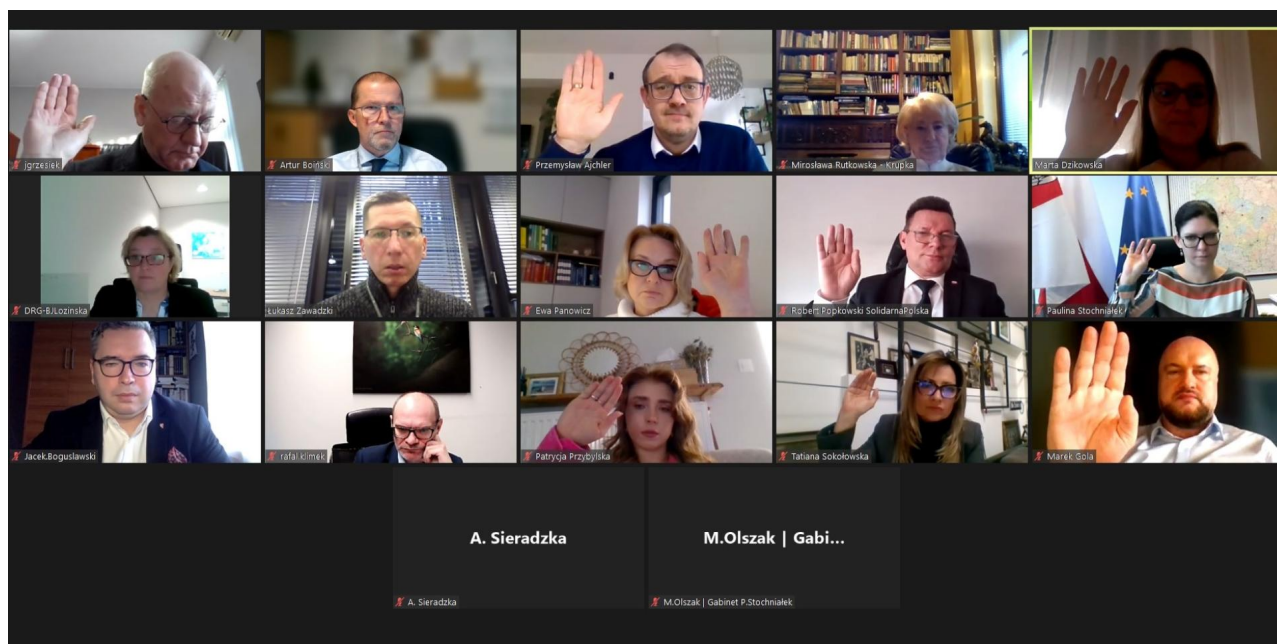 jgrzesiek
Artur Boiński
Przemysław Ajchler
Mirosława Rutkowska - Krupka
Marta Dzikowska
DRG-BJLozinska
Łukasz Zawadzki
Ewa Panowicz
Robert Popkowski SolidarnaPolska
Paulina Stochniałek
Jacek.Boguslawski
rafal.klimek
Patrycja Przybylska
Tatiana Sokołowska
Marek Gola
A. Sieradzka
M.Olszak | Gabi...
A. Sieradzka
M.Olszak | Gabinet P.Stochniałek